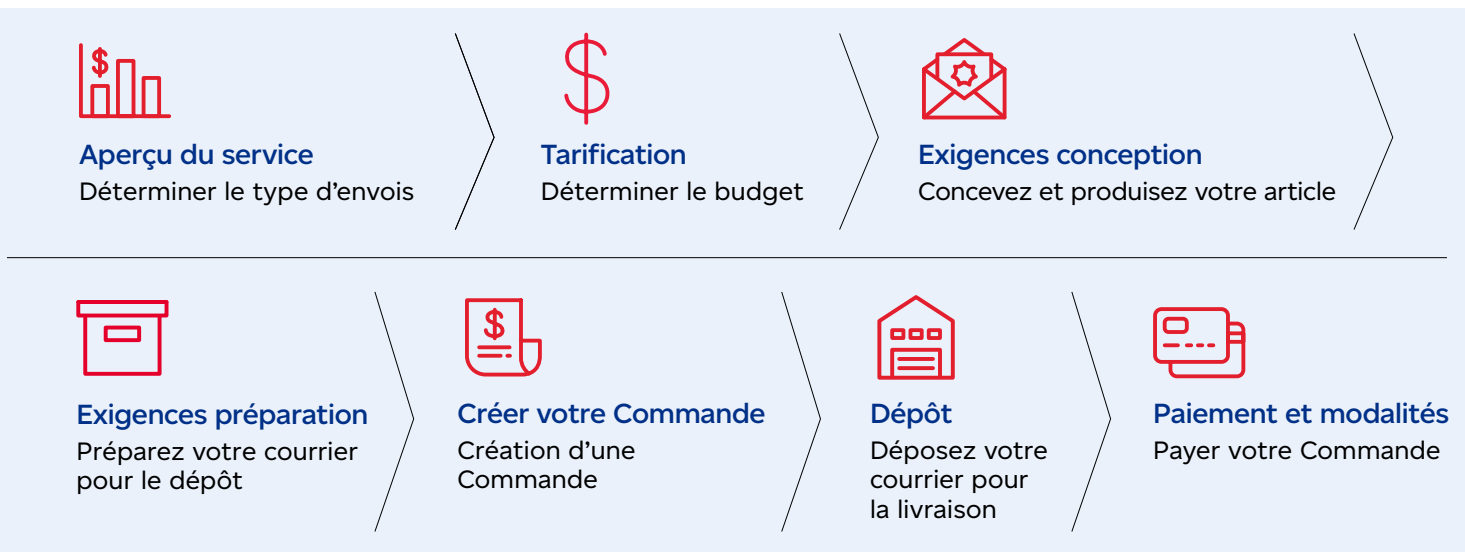 $
Aperçu du service
Déterminer le type d’envois
Tarification
Déterminer le budget
Exigences conception
Concevez et produisez votre article
Exigences préparation
Préparez votre courrier
pour le dépôt
$
Créer votre Commande
Création d’une
Commande
Dépôt
Déposez votre
courrier pour
la livraison
Paiement et modalités
Payer votre Commande